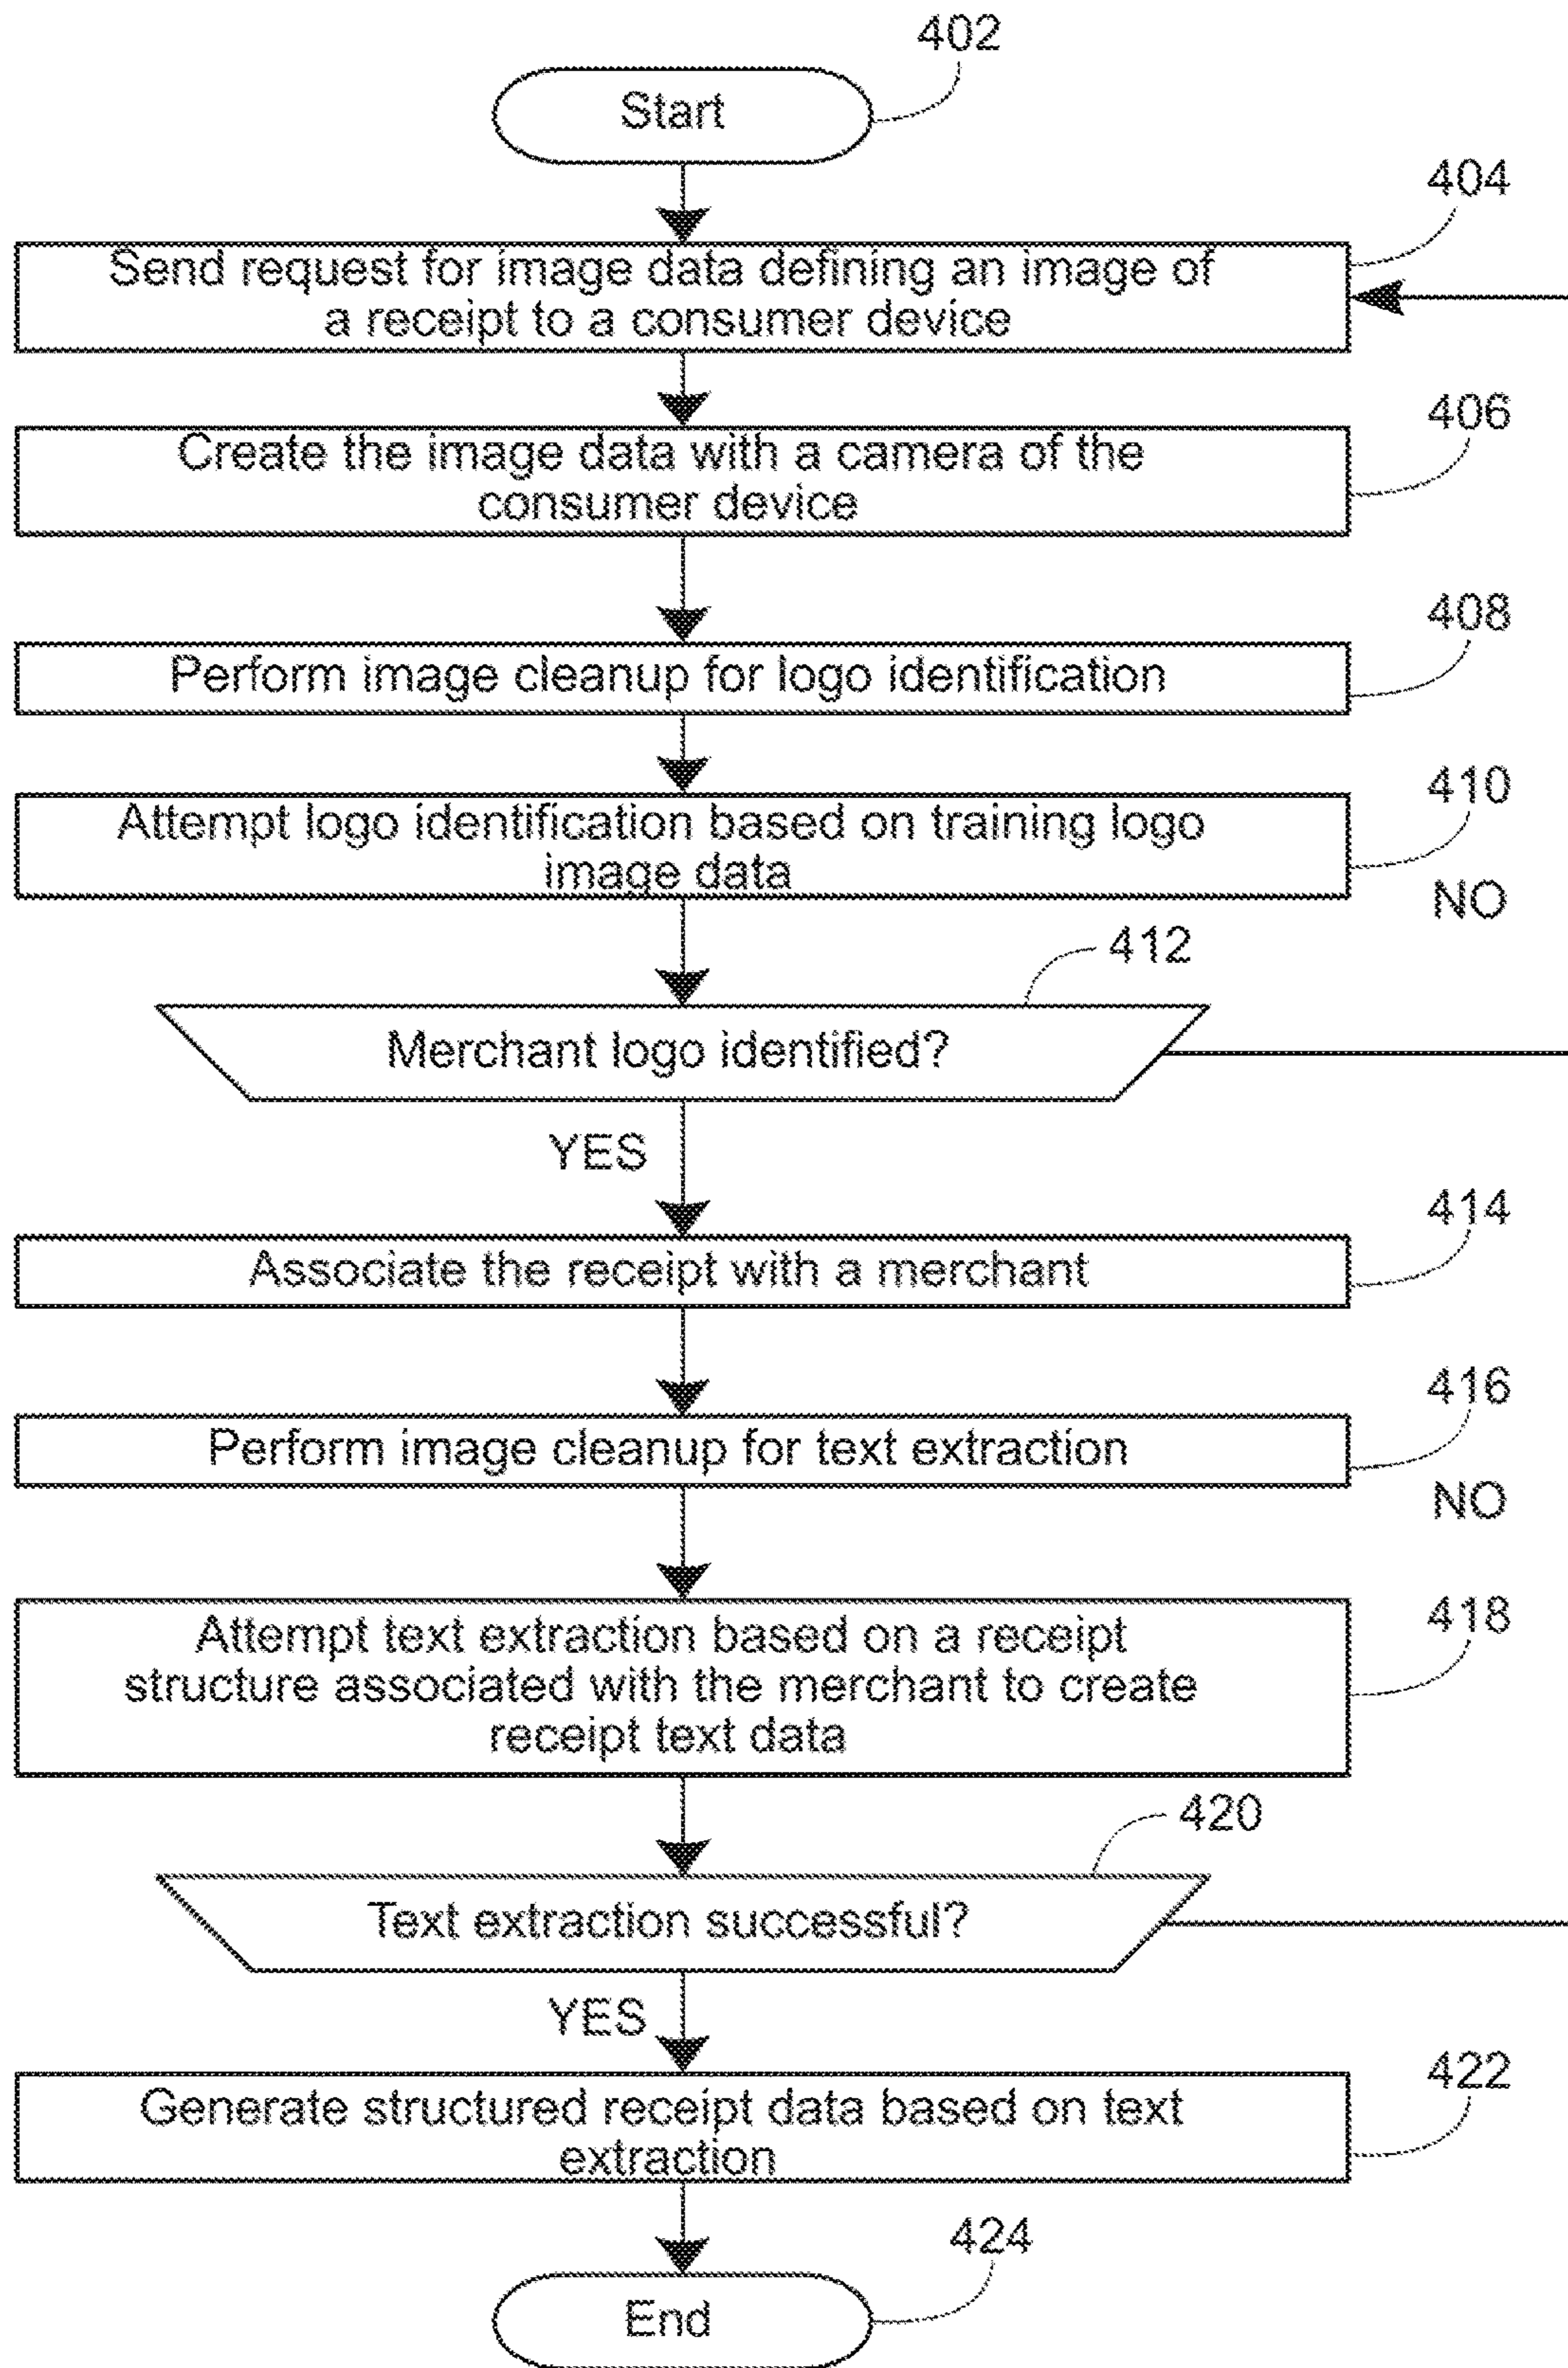 402
Start
404
Send request for image data defining an image of
a receipt to a consumer device
406
Create the image data with a camera of the
consumer device
408
Perform image cleanup for logo identification
410
Attempt logo identification based on training logo
image data
NO
412
Merchant logo identified?
YES
414
Associate the receipt with a merchant
416
Perform image cleanup for text extraction
NO
418
Attempt text extraction based on a receipt
structure associated with the merchant to create
receipt text data
420
Text extraction successful?
YES
422
Generate structured receipt data based on text
extraction
424
End